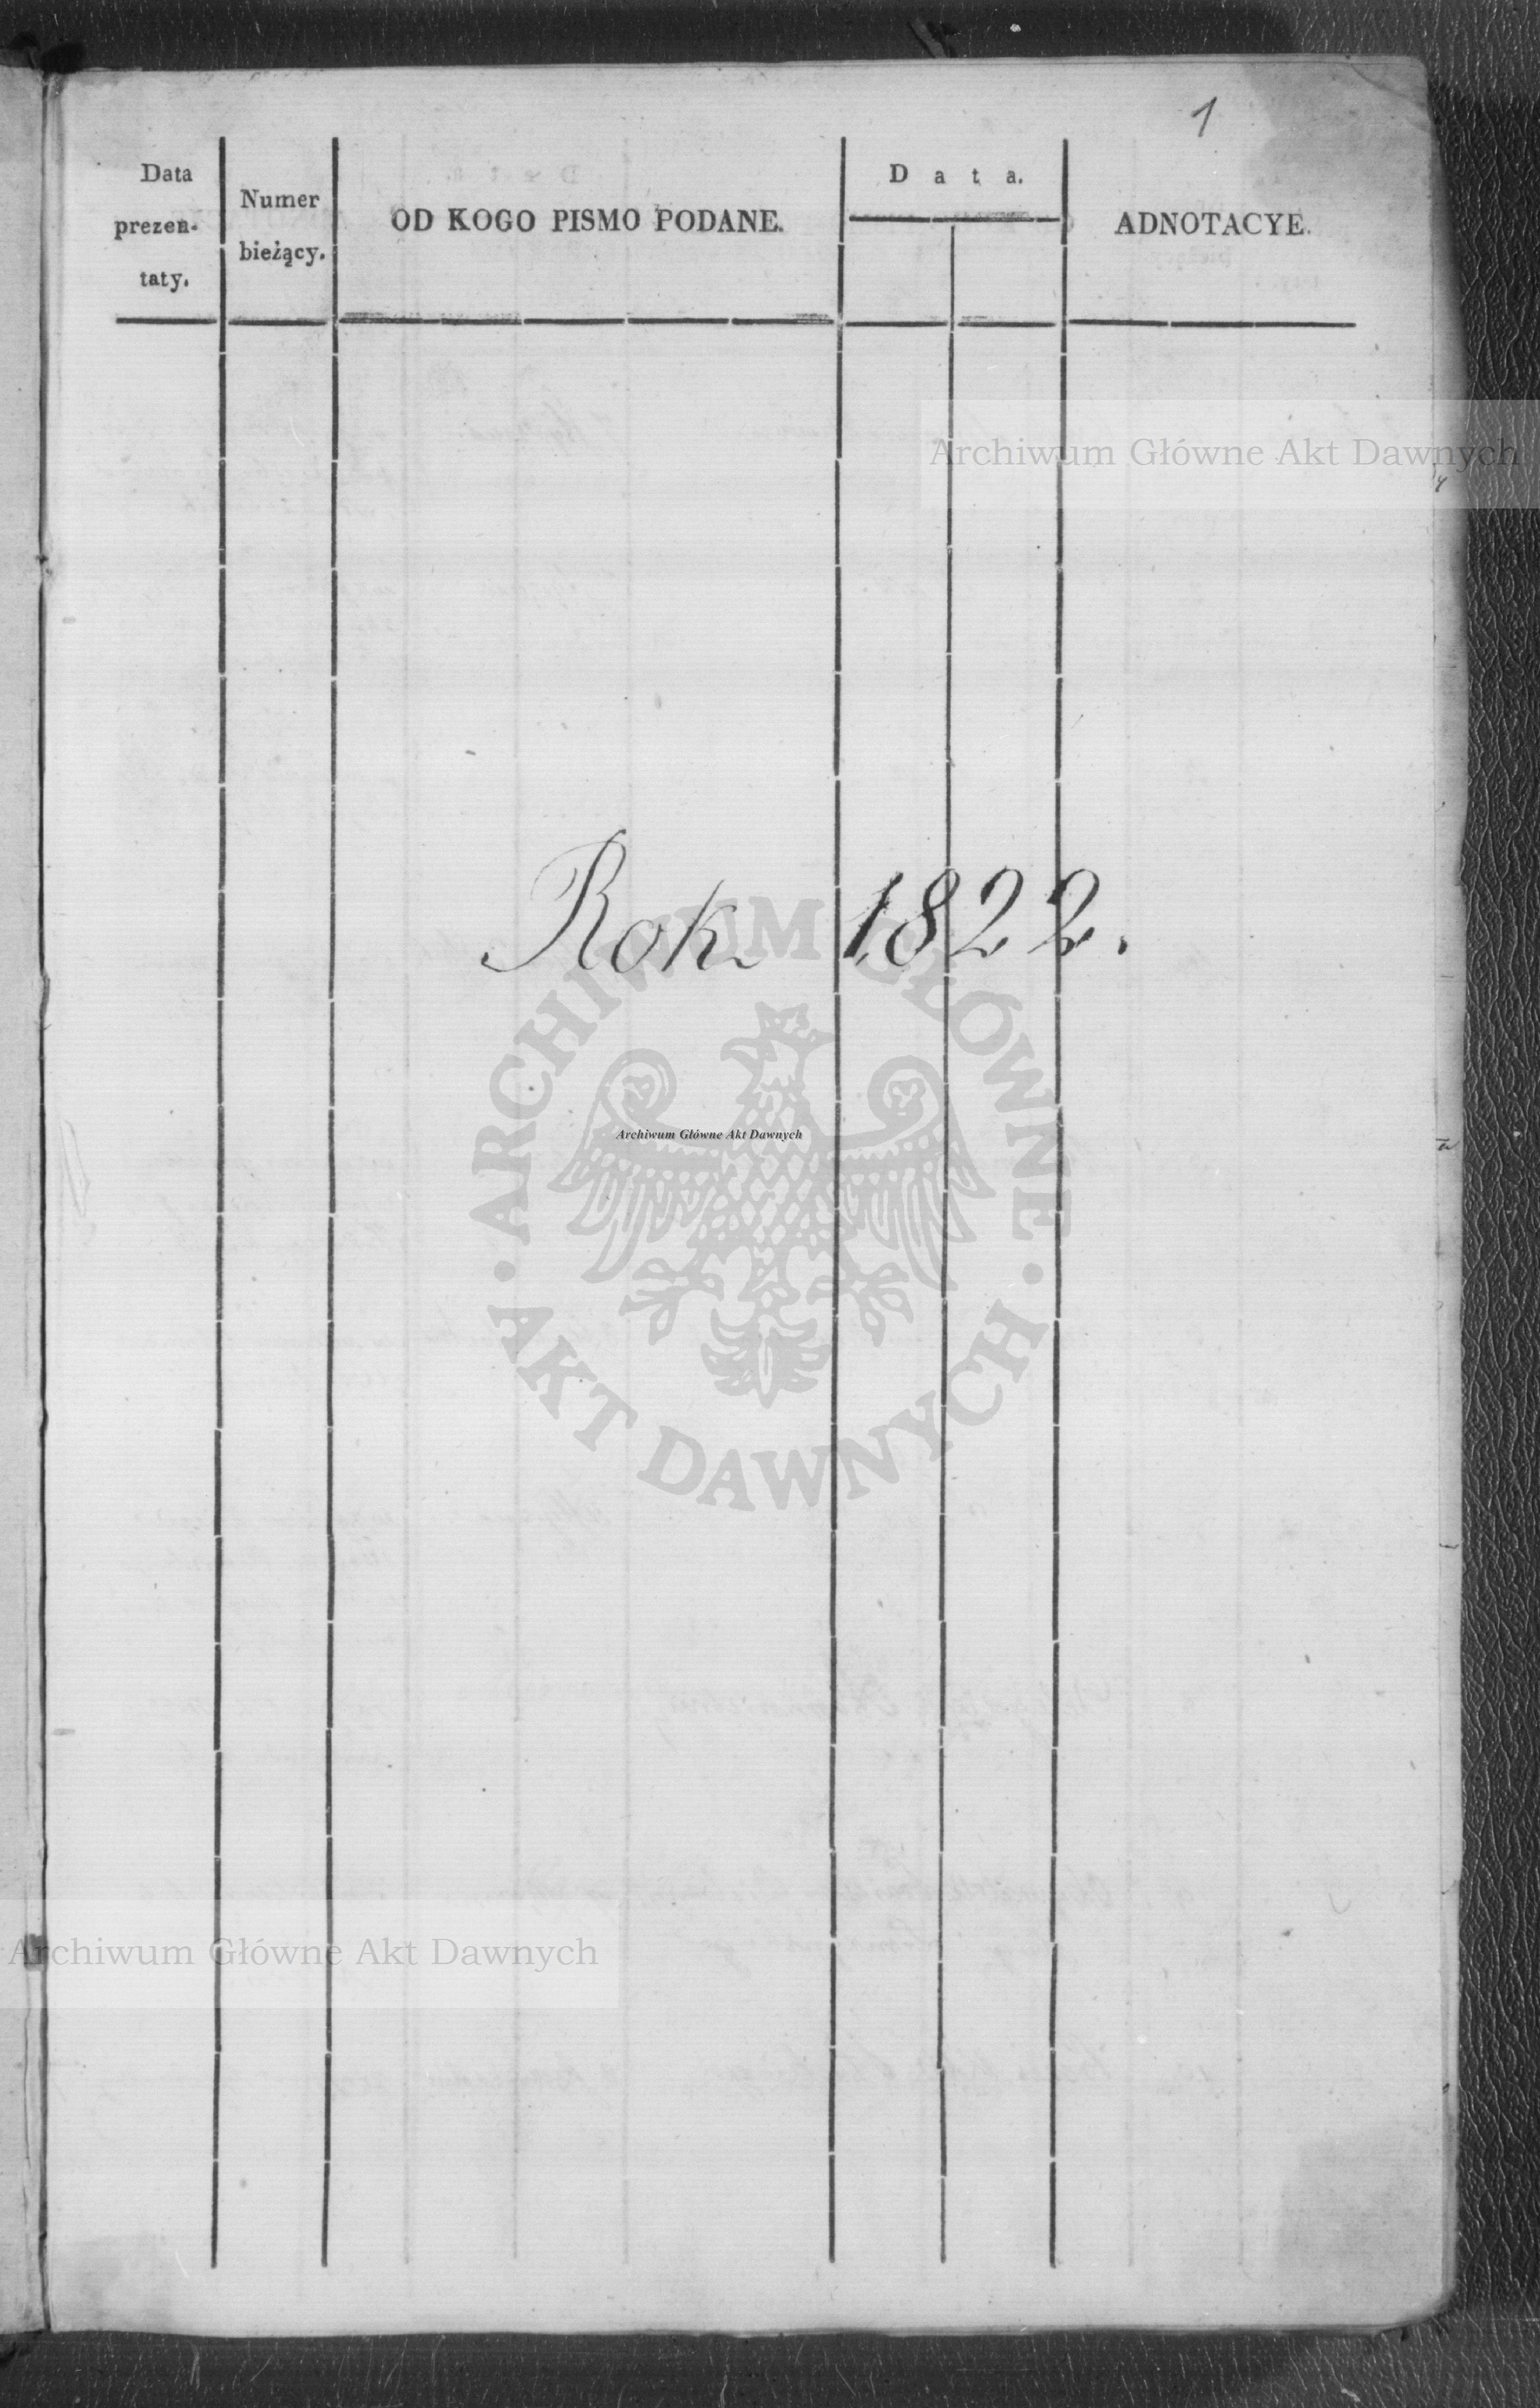 1
Data
prezen-
taty.
Numer
bieżący.
OD KOGO PISMO PODANE.
Data.
ADNOTACYE.
Archiwum Główne Akt Dawnych
Rok 1822.
ARCHIWUM GŁÓWNE
Archiwum Główne Akt Dawnych
AKT DAWNYCH
Archiwum Główne Akt Dawnych